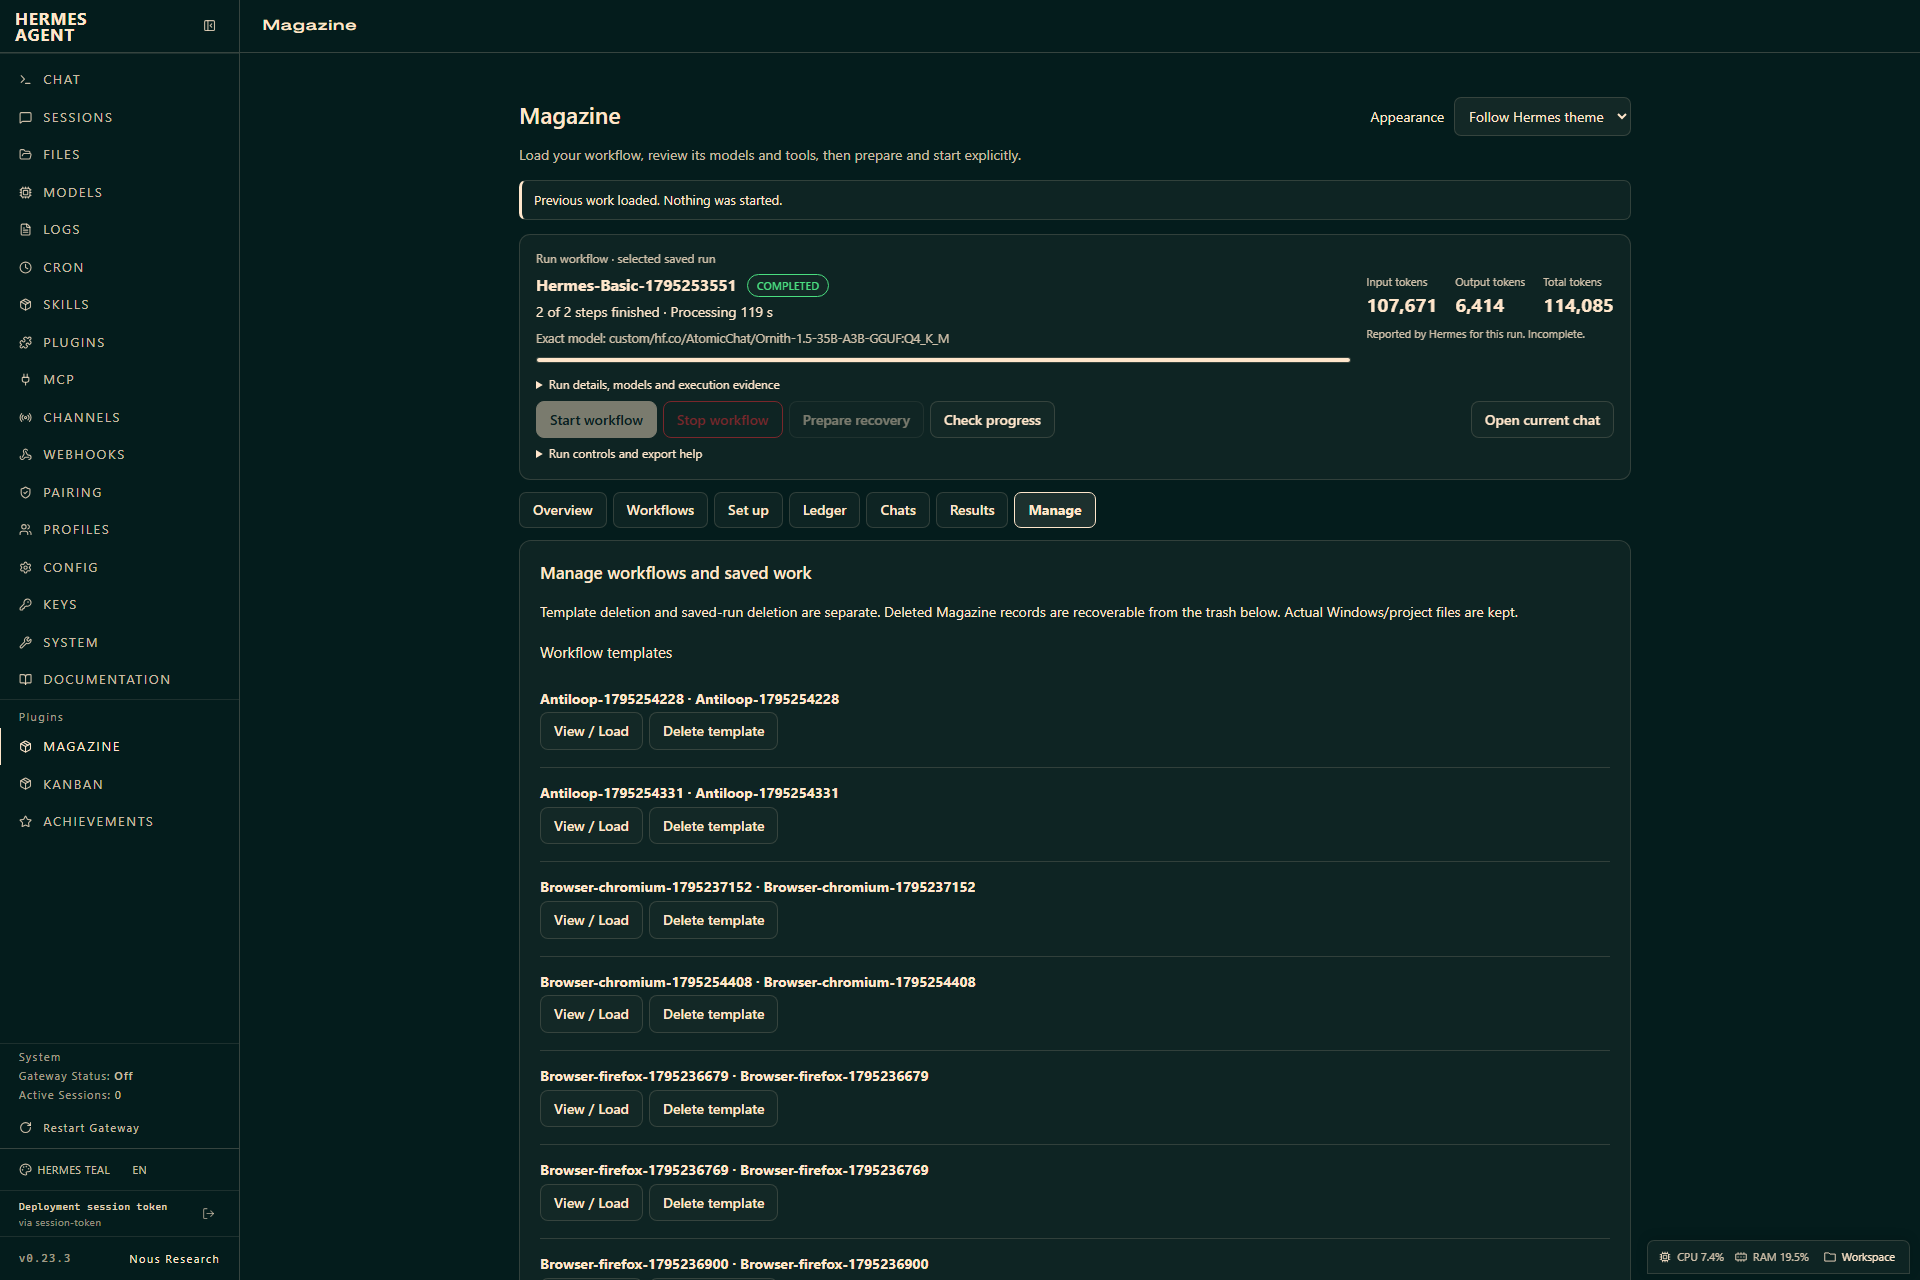 HERMES
AGENT
CHAT
SESSIONS
FILES
MODELS
LOGS
CRON
SKILLS
PLUGINS
MCP
CHANNELS
WEBHOOKS
PAIRING
PROFILES
CONFIG
KEYS
SYSTEM
DOCUMENTATION
Plugins
MAGAZINE
KANBAN
ACHIEVEMENTS
System
Gateway Status: Off
Active Sessions: 0
Restart Gateway
HERMES TEAL EN
Deployment session token
via session-token
v0.23.3 Nous Research
Magazine
Magazine
Appearance Follow Hermes theme
Load your workflow, review its models and tools, then prepare and start explicitly.
Previous work loaded. Nothing was started.
Run workflow · selected saved run
Hermes-Basic-1795253551 COMPLETED
2 of 2 steps finished · Processing 119 s
Exact model: custom/hf.co/AtomicChat/Ornith-1.5-35B-A3B-GGUF:Q4_K_M
Input tokens Output tokens Total tokens
107,671 6,414 114,085
Reported by Hermes for this run. Incomplete.
Run details, models and execution evidence
Start workflow Stop workflow Prepare recovery Check progress Open current chat
Run controls and export help
Overview Workflows Set up Ledger Chats Results Manage
Manage workflows and saved work
Template deletion and saved-run deletion are separate. Deleted Magazine records are recoverable from the trash below. Actual Windows/project files are kept.
Workflow templates
Antiloop-1795254228 · Antiloop-1795254228
View / Load Delete template
Antiloop-1795254331 · Antiloop-1795254331
View / Load Delete template
Browser-chromium-1795237152 · Browser-chromium-1795237152
View / Load Delete template
Browser-chromium-1795254408 · Browser-chromium-1795254408
View / Load Delete template
Browser-firefox-1795236679 · Browser-firefox-1795236679
View / Load Delete template
Browser-firefox-1795236769 · Browser-firefox-1795236769
View / Load Delete template
Browser-firefox-1795236900 · Browser-firefox-1795236900
CPU 7.4% RAM 19.5% Workspace